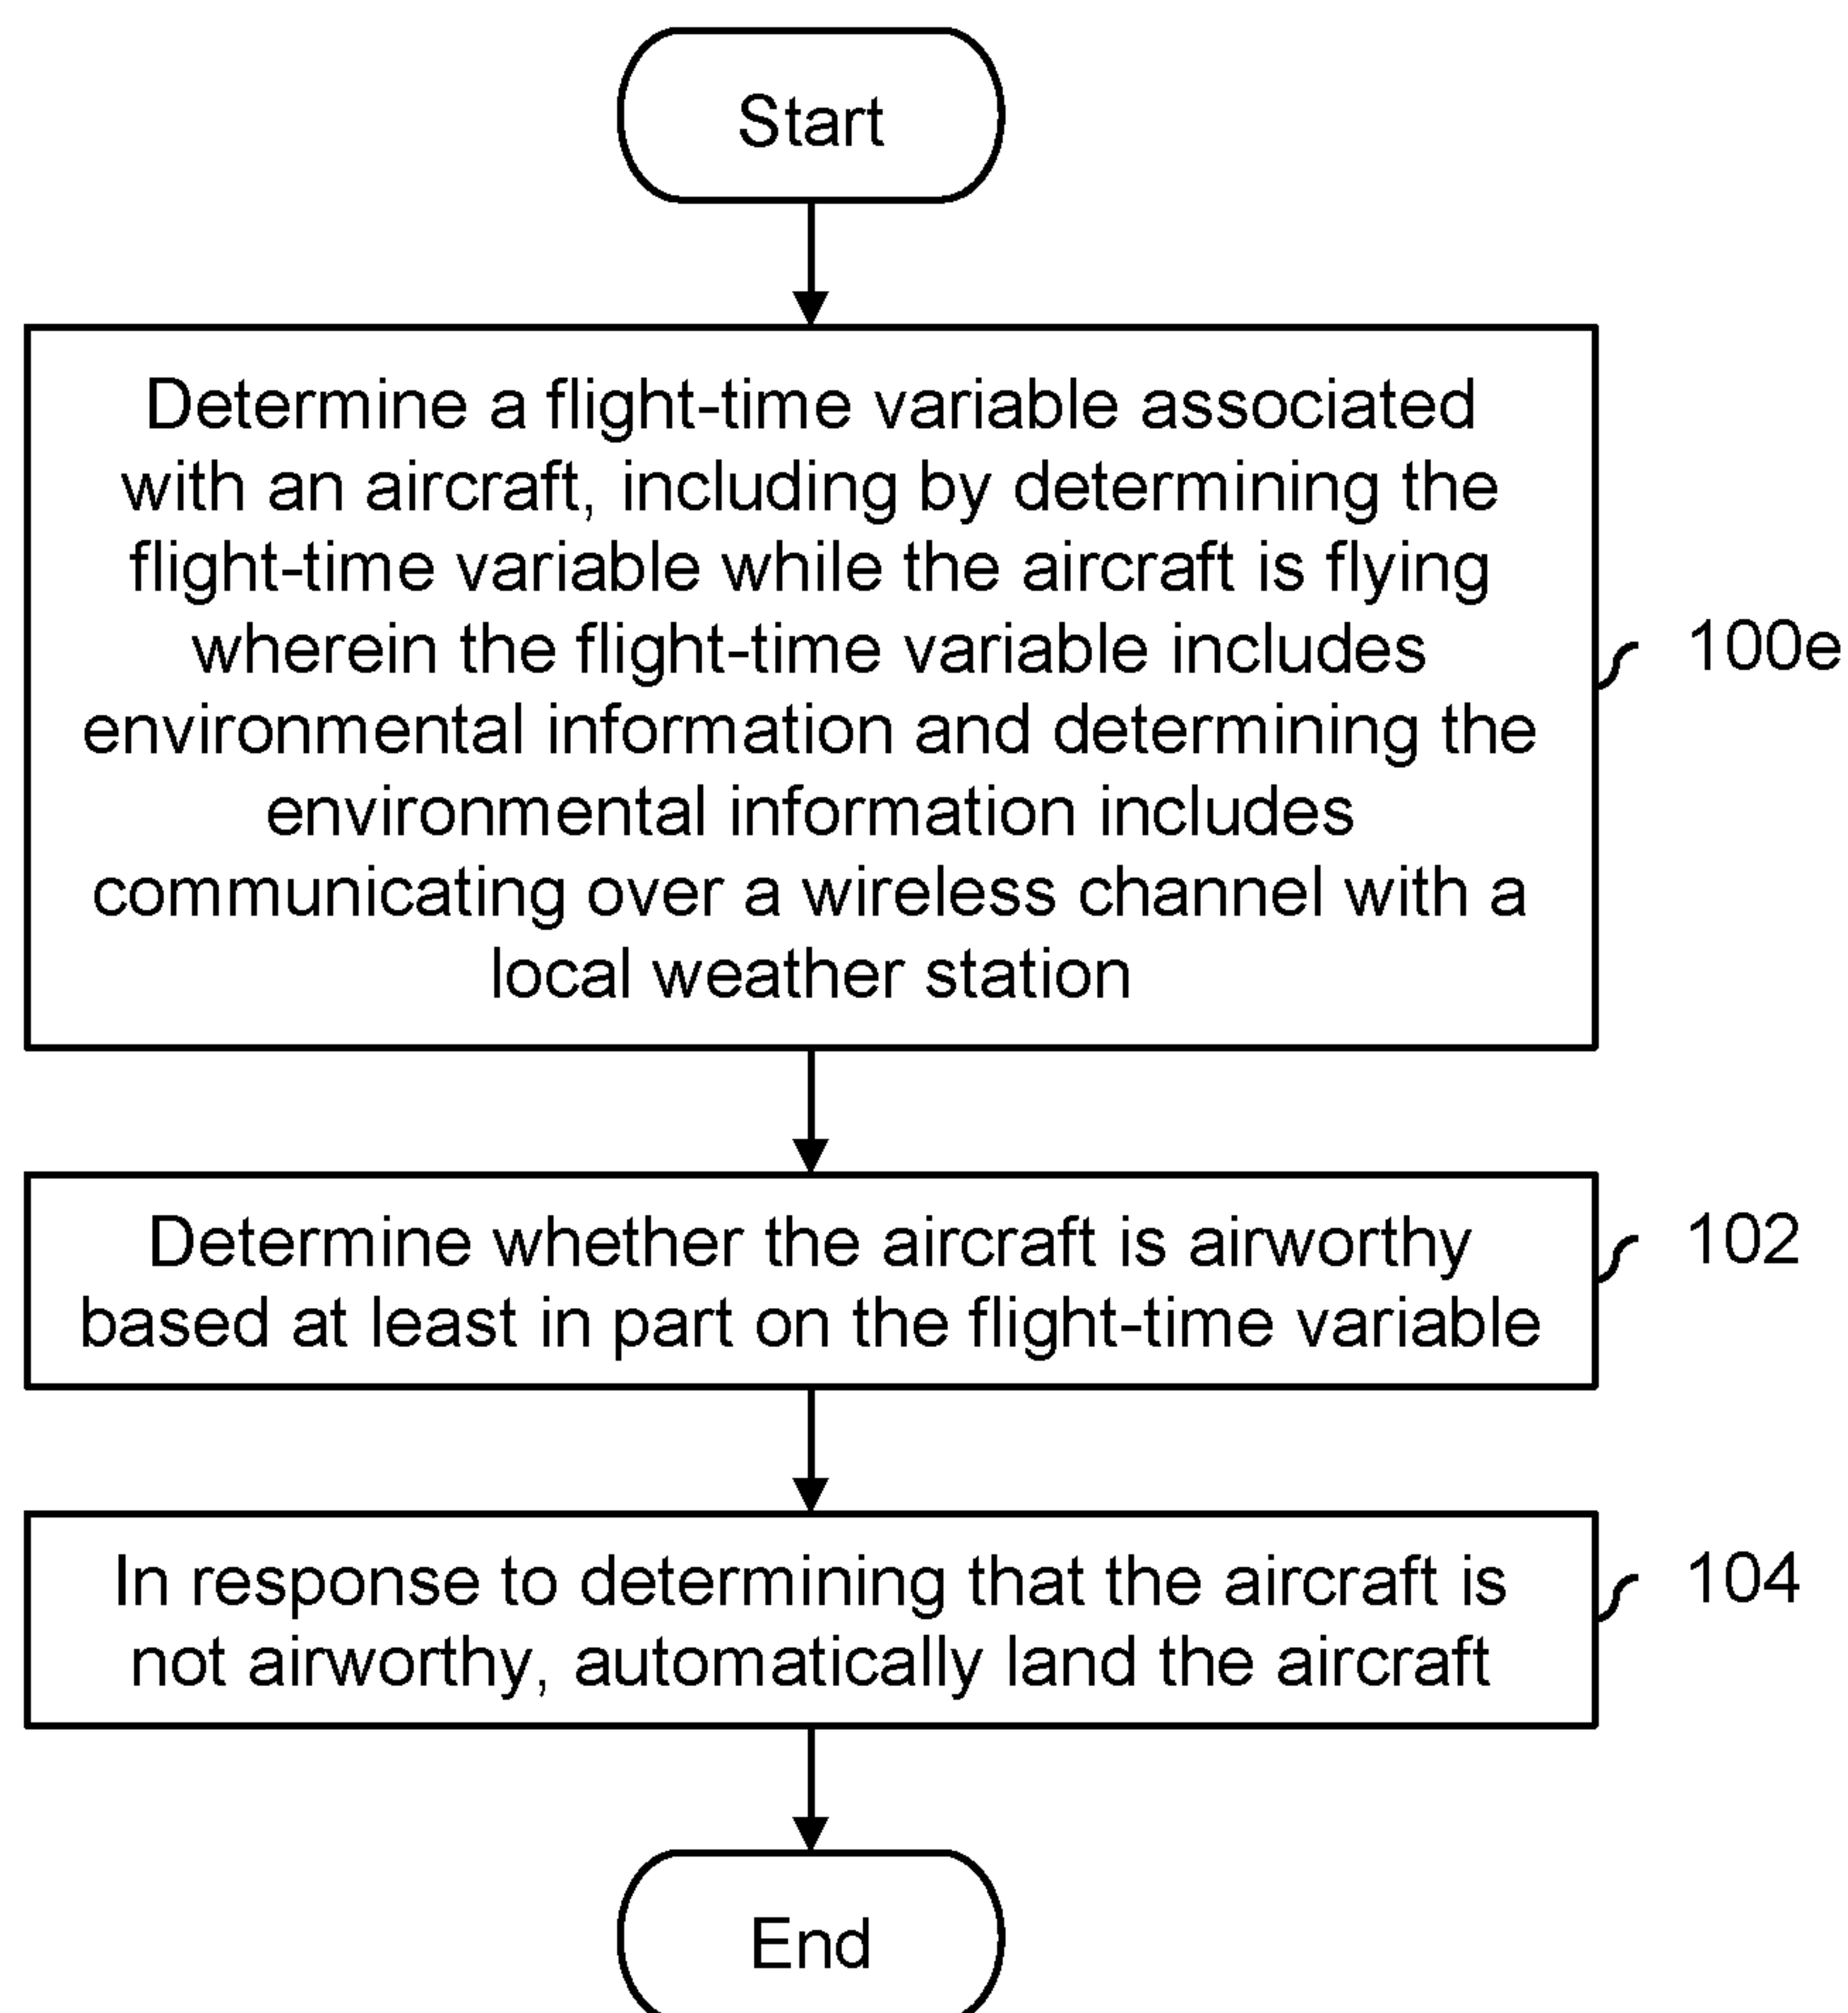 Start
Determine a flight-time variable associated
with an aircraft, including by determining the
flight-time variable while the aircraft is flying
wherein the flight-time variable includes
environmental information and determining the
environmental information includes
communicating over a wireless channel with a
local weather station
100e
Determine whether the aircraft is airworthy
based at least in part on the flight-time variable
102
In response to determining that the aircraft is
not airworthy, automatically land the aircraft
104
End